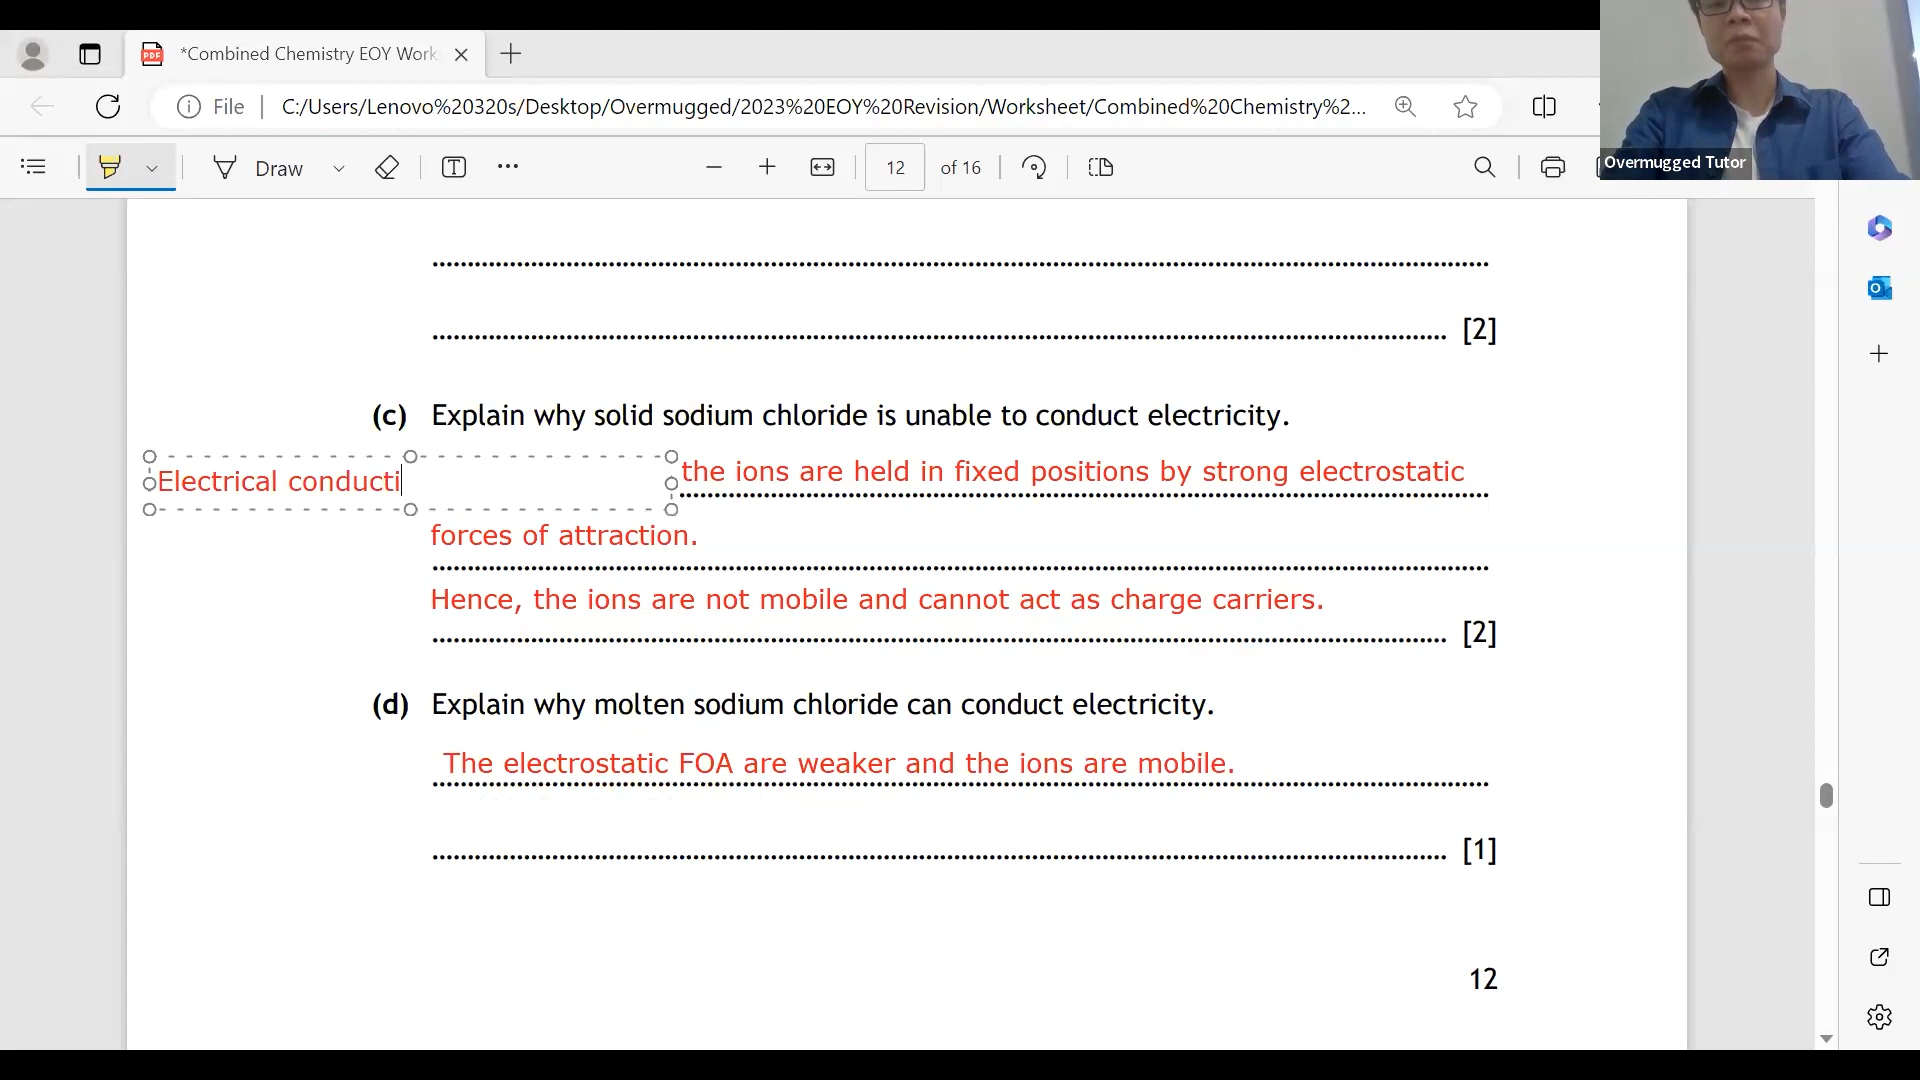 *Combined Chemistry EOY Work
File
C:/Users/Lenovo%20320s/Desktop/Overmugged/2023%20EOY%20Revision/Worksheet/Combined%20Chemistry%2...
Draw
12 of 16
Overmugged Tutor
[2]
(c) Explain why solid sodium chloride is unable to conduct electricity.
Electrical conducti the ions are held in fixed positions by strong electrostatic
forces of attraction.
Hence, the ions are not mobile and cannot act as charge carriers.
[2]
(d) Explain why molten sodium chloride can conduct electricity.
The electrostatic FOA are weaker and the ions are mobile.
[1]
12